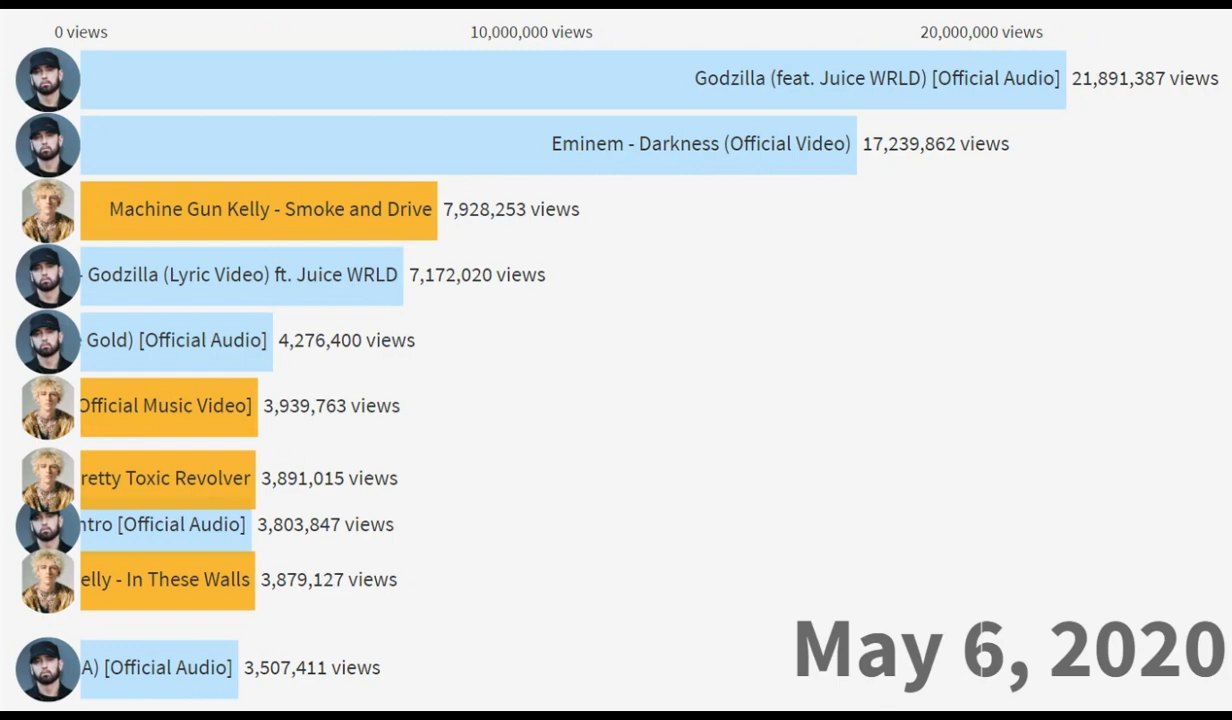 0 views 10,000,000 views 20,000,000 views
Godzilla (feat. Juice WRLD) [Official Audio] 21,891,387 views
Eminem - Darkness (Official Video) 17,239,862 views
Machine Gun Kelly - Smoke and Drive 7,928,253 views
- Godzilla (Lyric Video) ft. Juice WRLD 7,172,020 views
Gold) [Official Audio] 4,276,400 views
Official Music Video] 3,939,763 views
retty Toxic Revolver 3,891,015 views
ntro [Official Audio] 3,803,847 views
elly - In These Walls 3,879,127 views
A) [Official Audio] 3,507,411 views
May 6, 2020